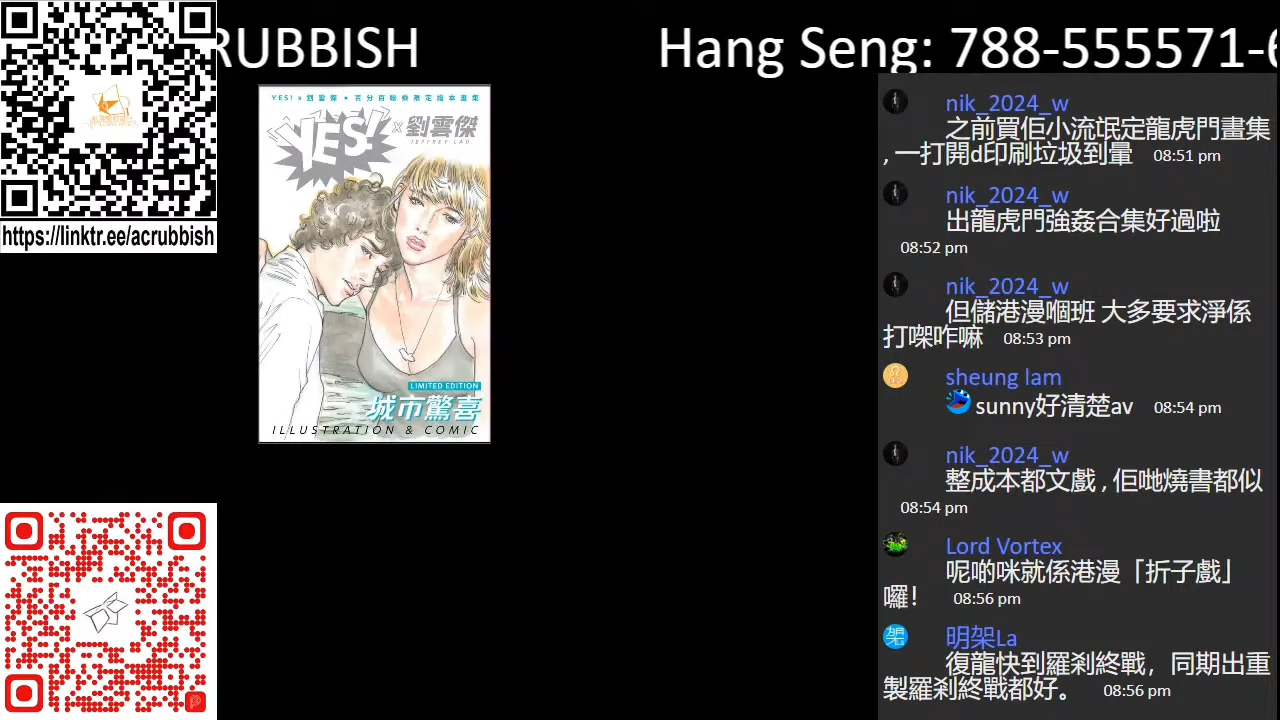 RUBBISH
Hang Seng: 788-555571-6
https://linktr.ee/acrubbish
YES! x 劉雲傑
YES!
x 劉雲傑
JEFFREY LAU
LIMITED EDITION
城市驚喜
ILLUSTRATION & COMIC
nik_2024_w
之前買佢小流氓定龍虎門畫集
, 一打開d印刷垃圾到暈 08:51 pm
nik_2024_w
出龍虎門強姦合集好過啦
08:52 pm
nik_2024_w
但儲港漫嗰班 大多要求淨係
打㗎咋嘛 08:53 pm
sheung lam
sunny好清楚av 08:54 pm
nik_2024_w
整成本都文戲 , 佢哋燒書都似
08:54 pm
Lord Vortex
呢啲咪就係港漫「折子戲」
囉！ 08:56 pm
明架La
復龍快到羅剎終戰，同期出重
製羅剎終戰都好。 08:56 pm